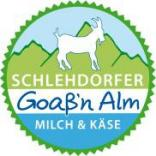 SCHLEHDORFER
Goaß'n Alm
MILCH & KÄSE